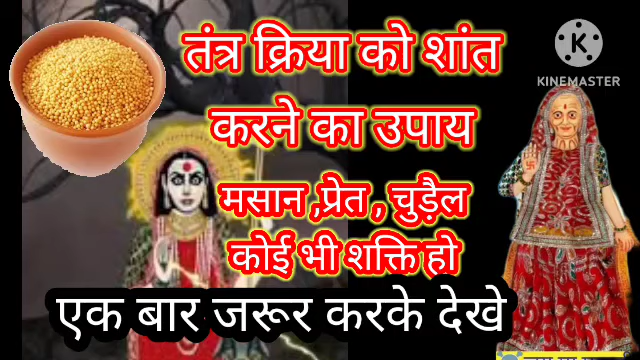 तंत्र क्रिया को शांत
करने का उपाय
मसान ,प्रेत , चुड़ैल
कोई भी शक्ति हो
एक बार जरूर करके देखे
K
KINEMASTER